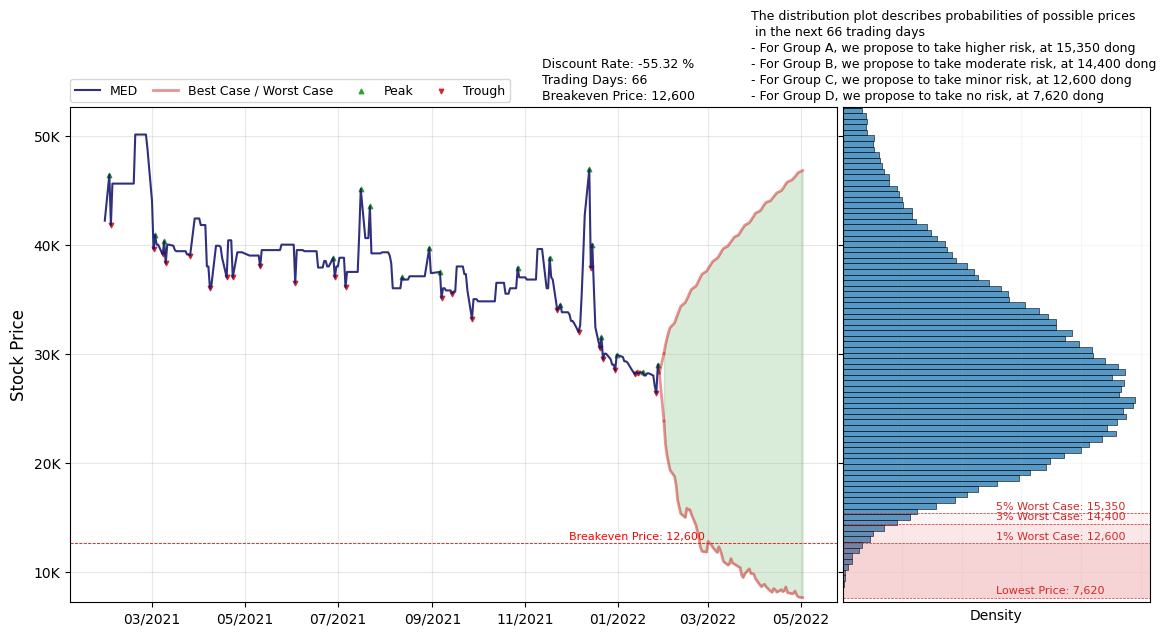 The distribution plot describes probabilities of possible prices
in the next 66 trading days
- For Group A, we propose to take higher risk, at 15,350 dong
- For Group B, we propose to take moderate risk, at 14,400 dong
- For Group C, we propose to take minor risk, at 12,600 dong
- For Group D, we propose to take no risk, at 7,620 dong
Discount Rate: -55.32 %
Trading Days: 66
Breakeven Price: 12,600
MED
Best Case / Worst Case
Peak
Trough
Stock Price
50K
40K
30K
20K
10K
Breakeven Price: 12,600
03/2021
05/2021
07/2021
09/2021
11/2021
01/2022
03/2022
05/2022
5% Worst Case: 15,350
3% Worst Case: 14,400
1% Worst Case: 12,600
Lowest Price: 7,620
Density